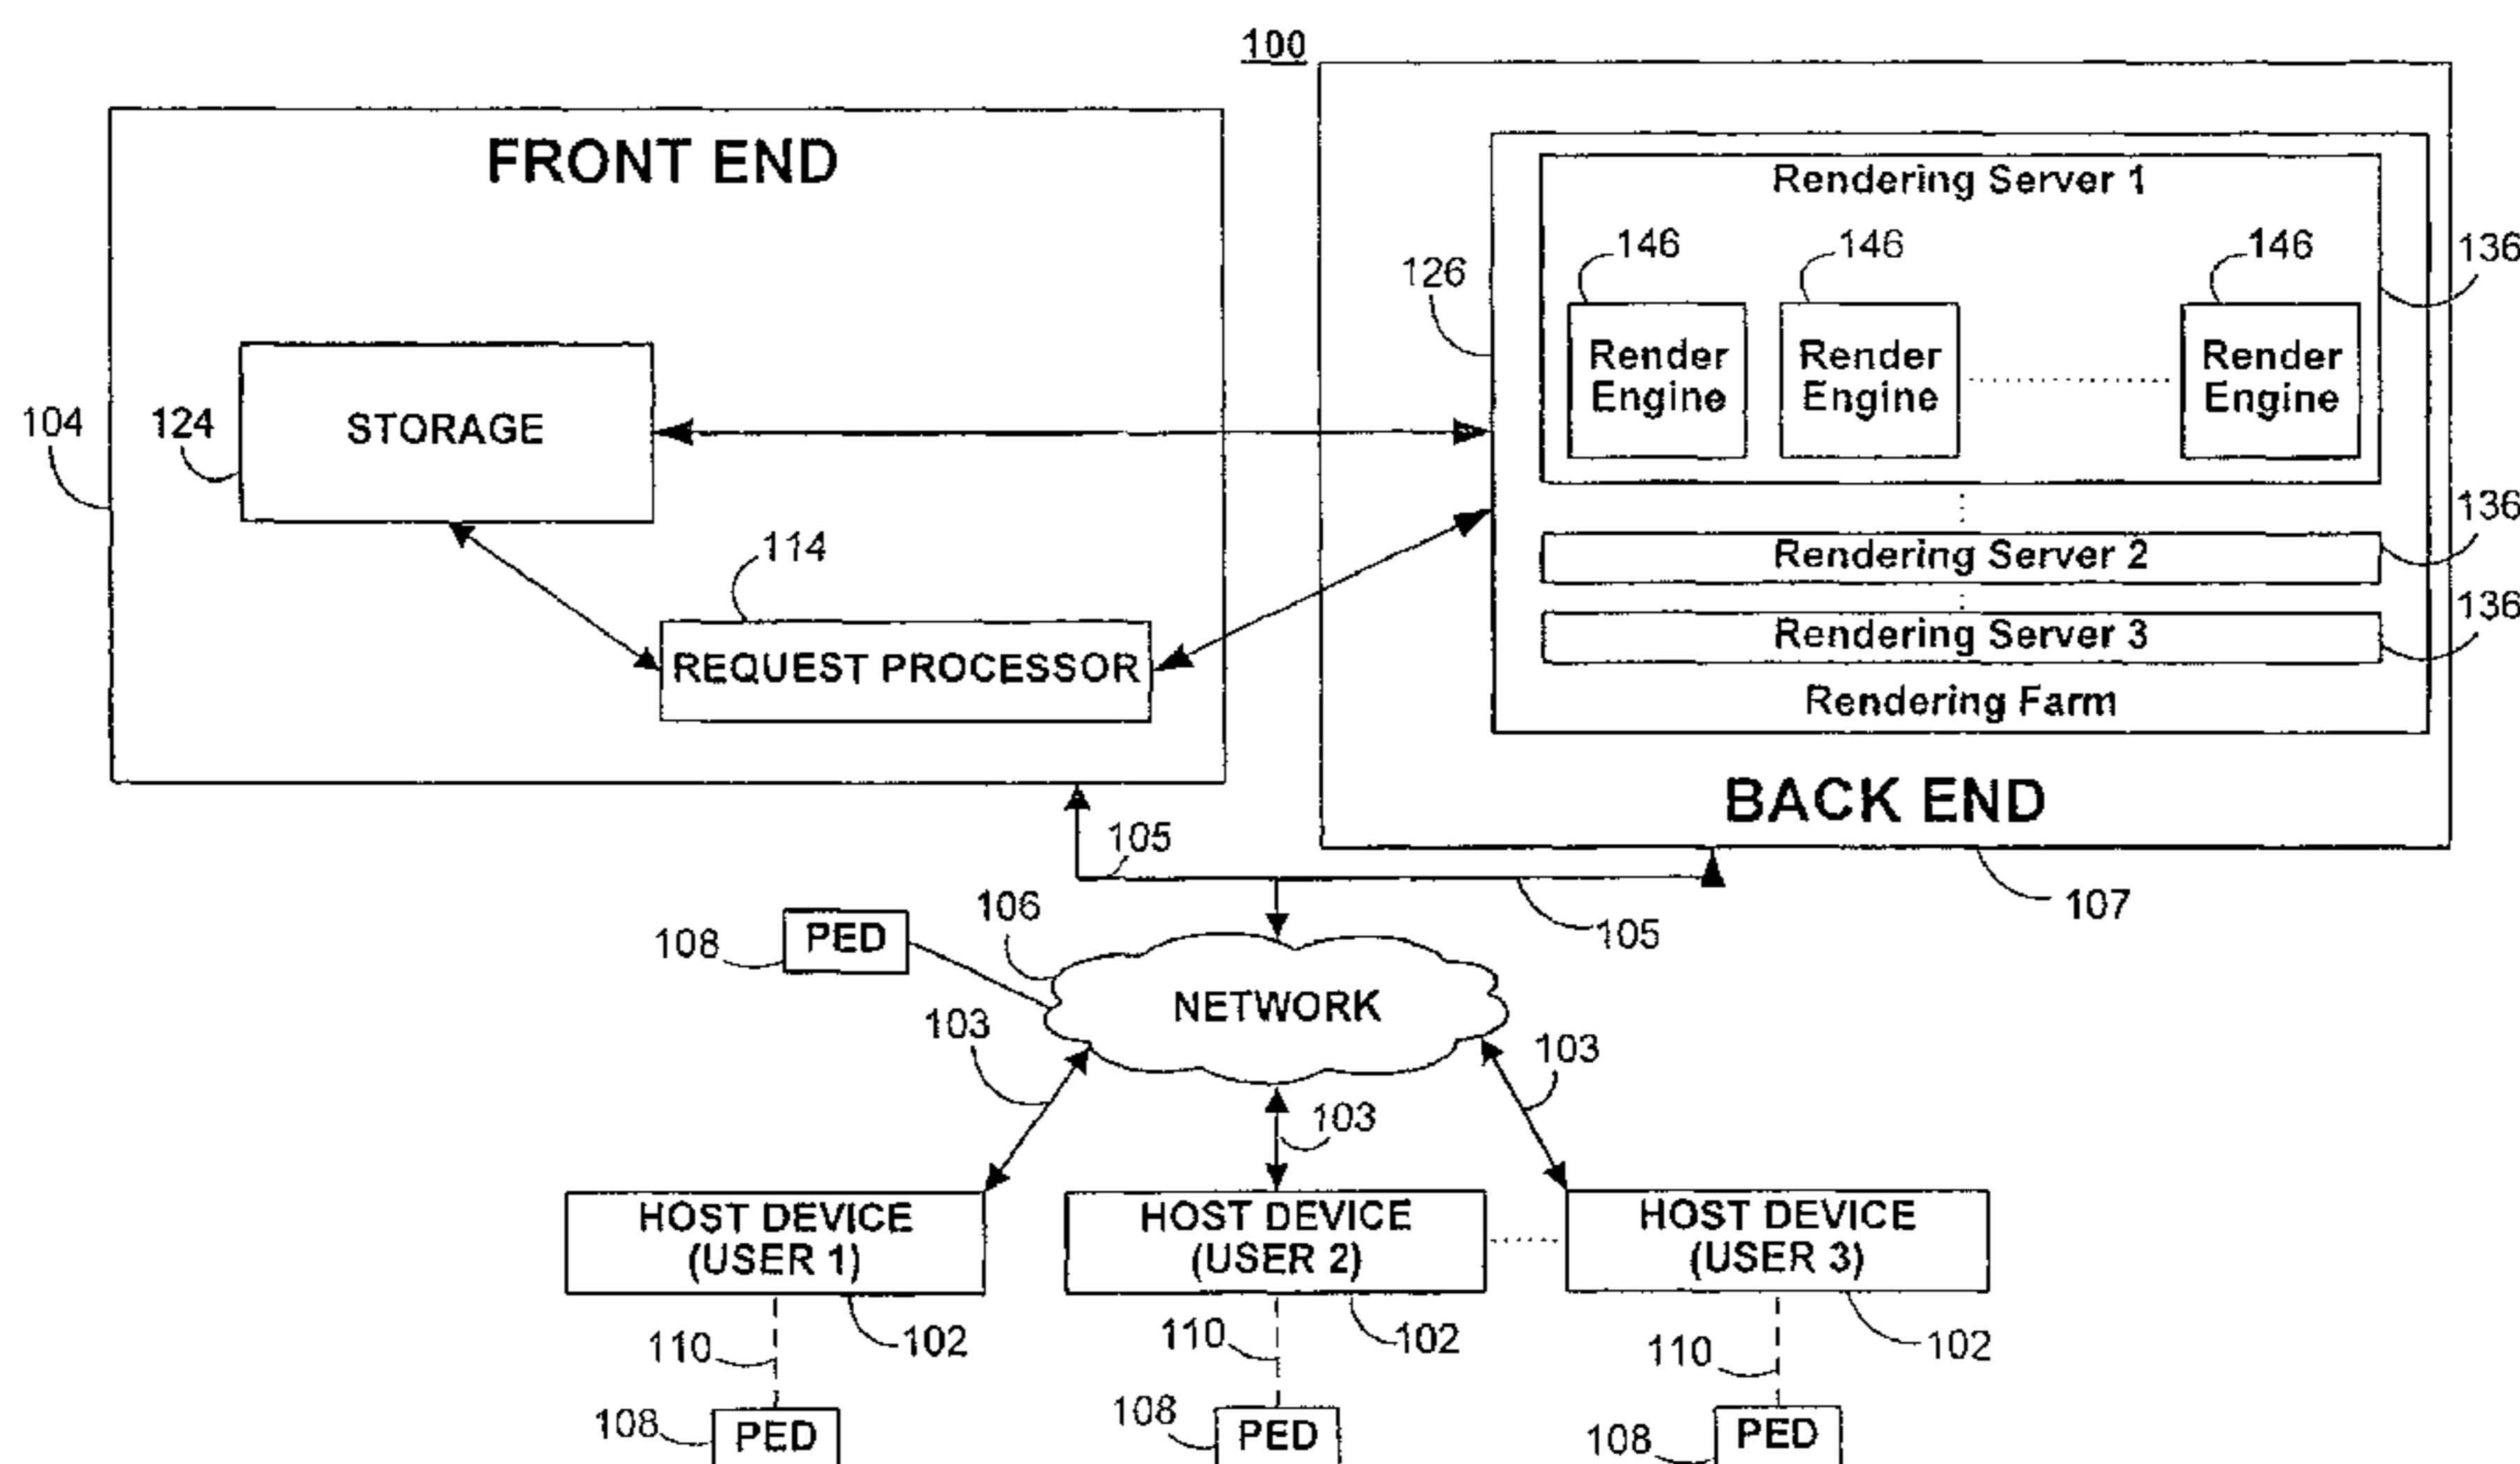 100
FRONT END
Rendering Server 1
146
146
146
136
126
Render
Engine
Render
Engine
Render
Engine
104
124
STORAGE
136
114
Rendering Server 2
136
Rendering Server 3
REQUEST PROCESSOR
Rendering Farm
BACK END
105
107
105
106
PED
108
NETWORK
103
103
103
HOST DEVICE
(USER 1)
HOST DEVICE
(USER 2)
HOST DEVICE
(USER 3)
110
102
110
102
110
102
108
PED
108
PED
108
PED